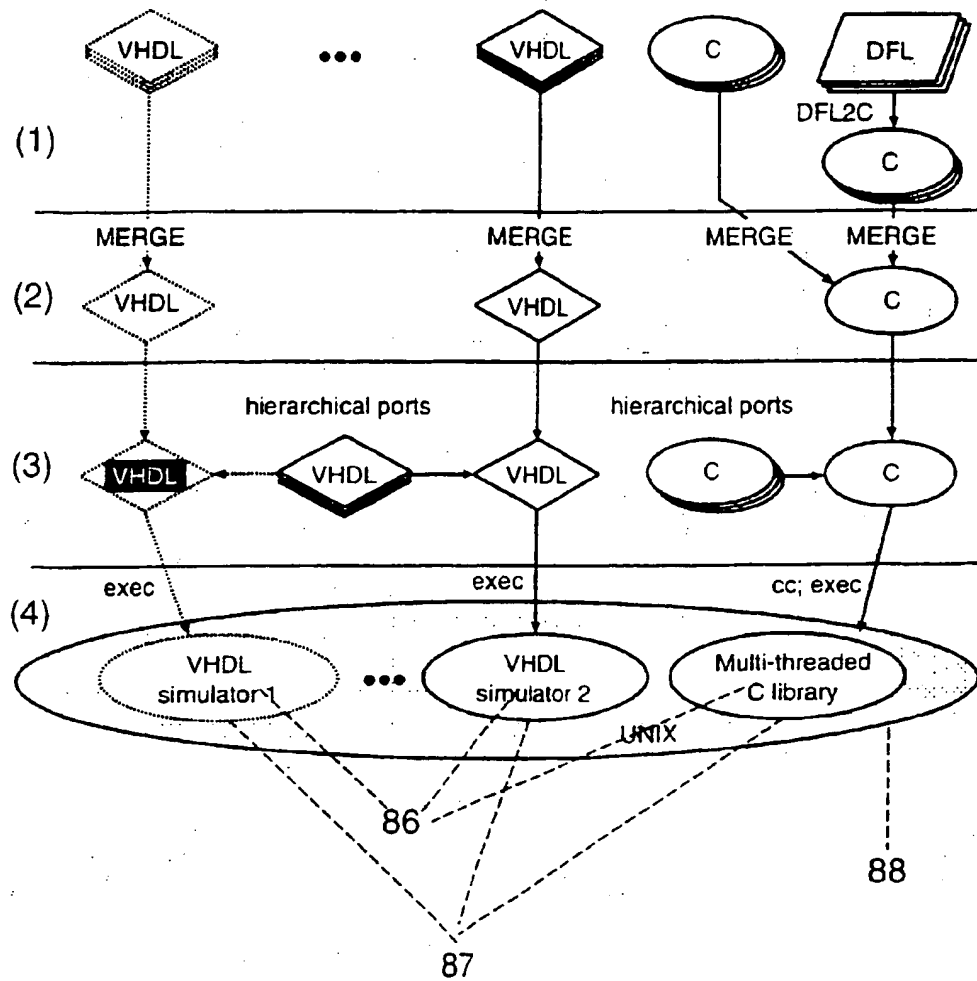 VHDL
VHDL
C
DFL
DFL2C
(1)
C
MERGE
MERGE
MERGE
MERGE
(2)
VHDL
VHDL
C
hierarchical ports
hierarchical ports
(3)
VHDL
VHDL
VHDL
C
C
exec
exec
cc; exec
(4)
VHDL
simulator 1
VHDL
simulator 2
Multi-threaded
C library
UNIX
86
88
87